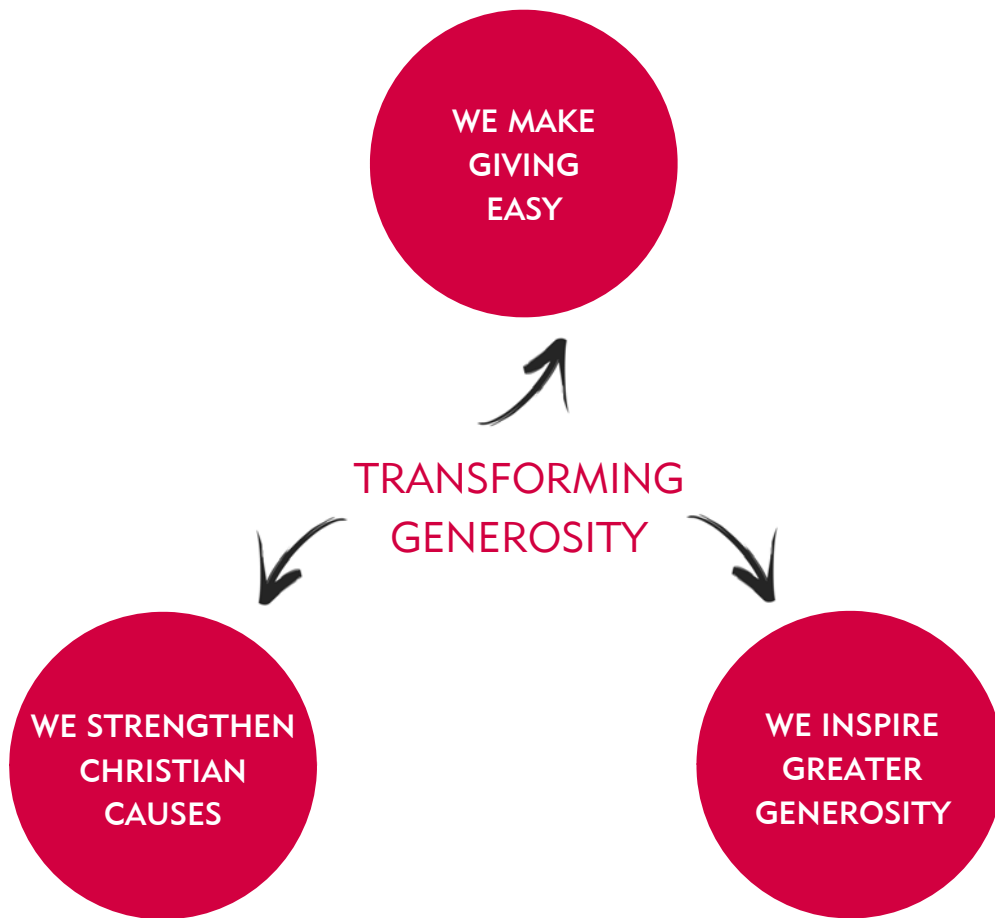 WE MAKE
GIVING
EASY
TRANSFORMING
GENEROSITY
WE STRENGTHEN
CHRISTIAN
CAUSES
WE INSPIRE
GREATER
GENEROSITY